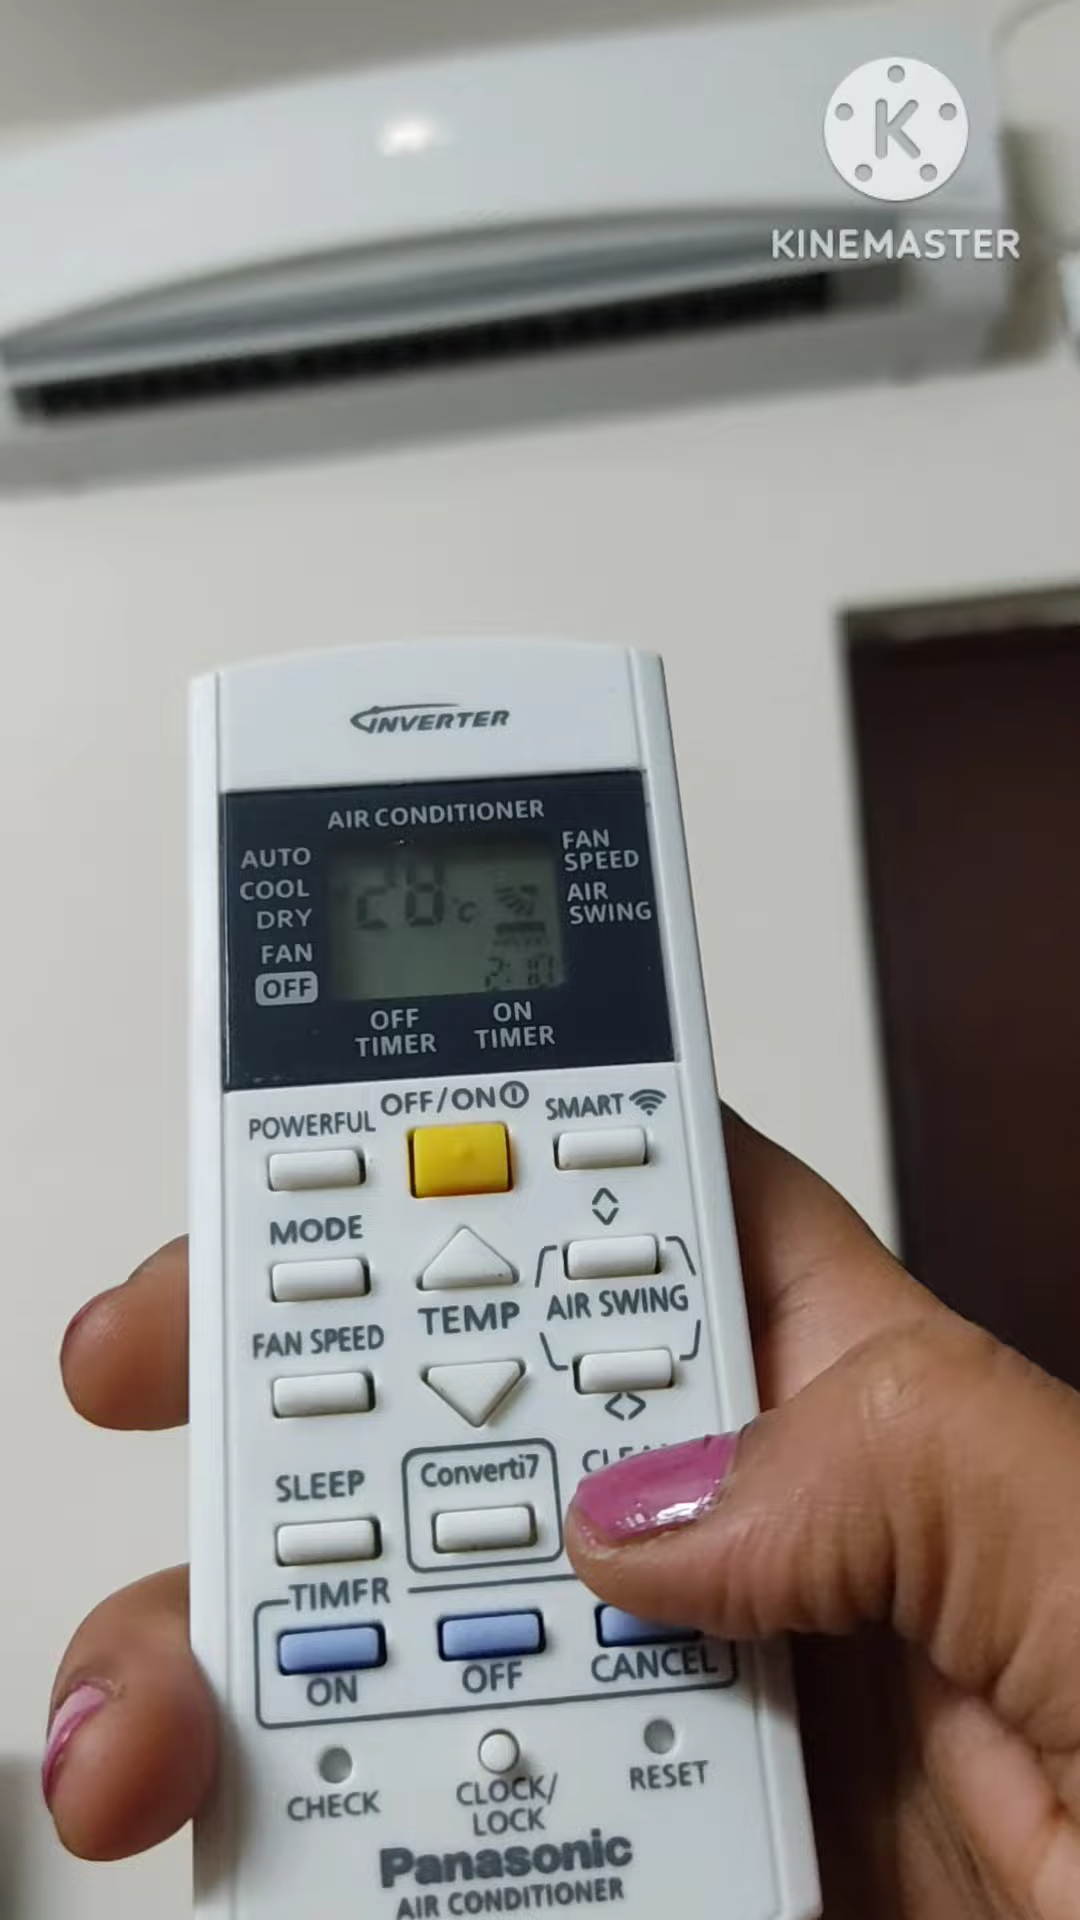 K
KINEMASTER
INVERTER
AIR CONDITIONER
AUTO
COOL
DRY
FAN
OFF
28°C
FAN
SPEED
AIR
SWING
OFF
TIMER
ON
TIMER
POWERFUL
OFF/ON
SMART
MODE
TEMP
AIR SWING
FAN SPEED
SLEEP
Converti7
TIMER
ON
OFF
CANCEL
CHECK
CLOCK/
LOCK
RESET
Panasonic
AIR CONDITIONER